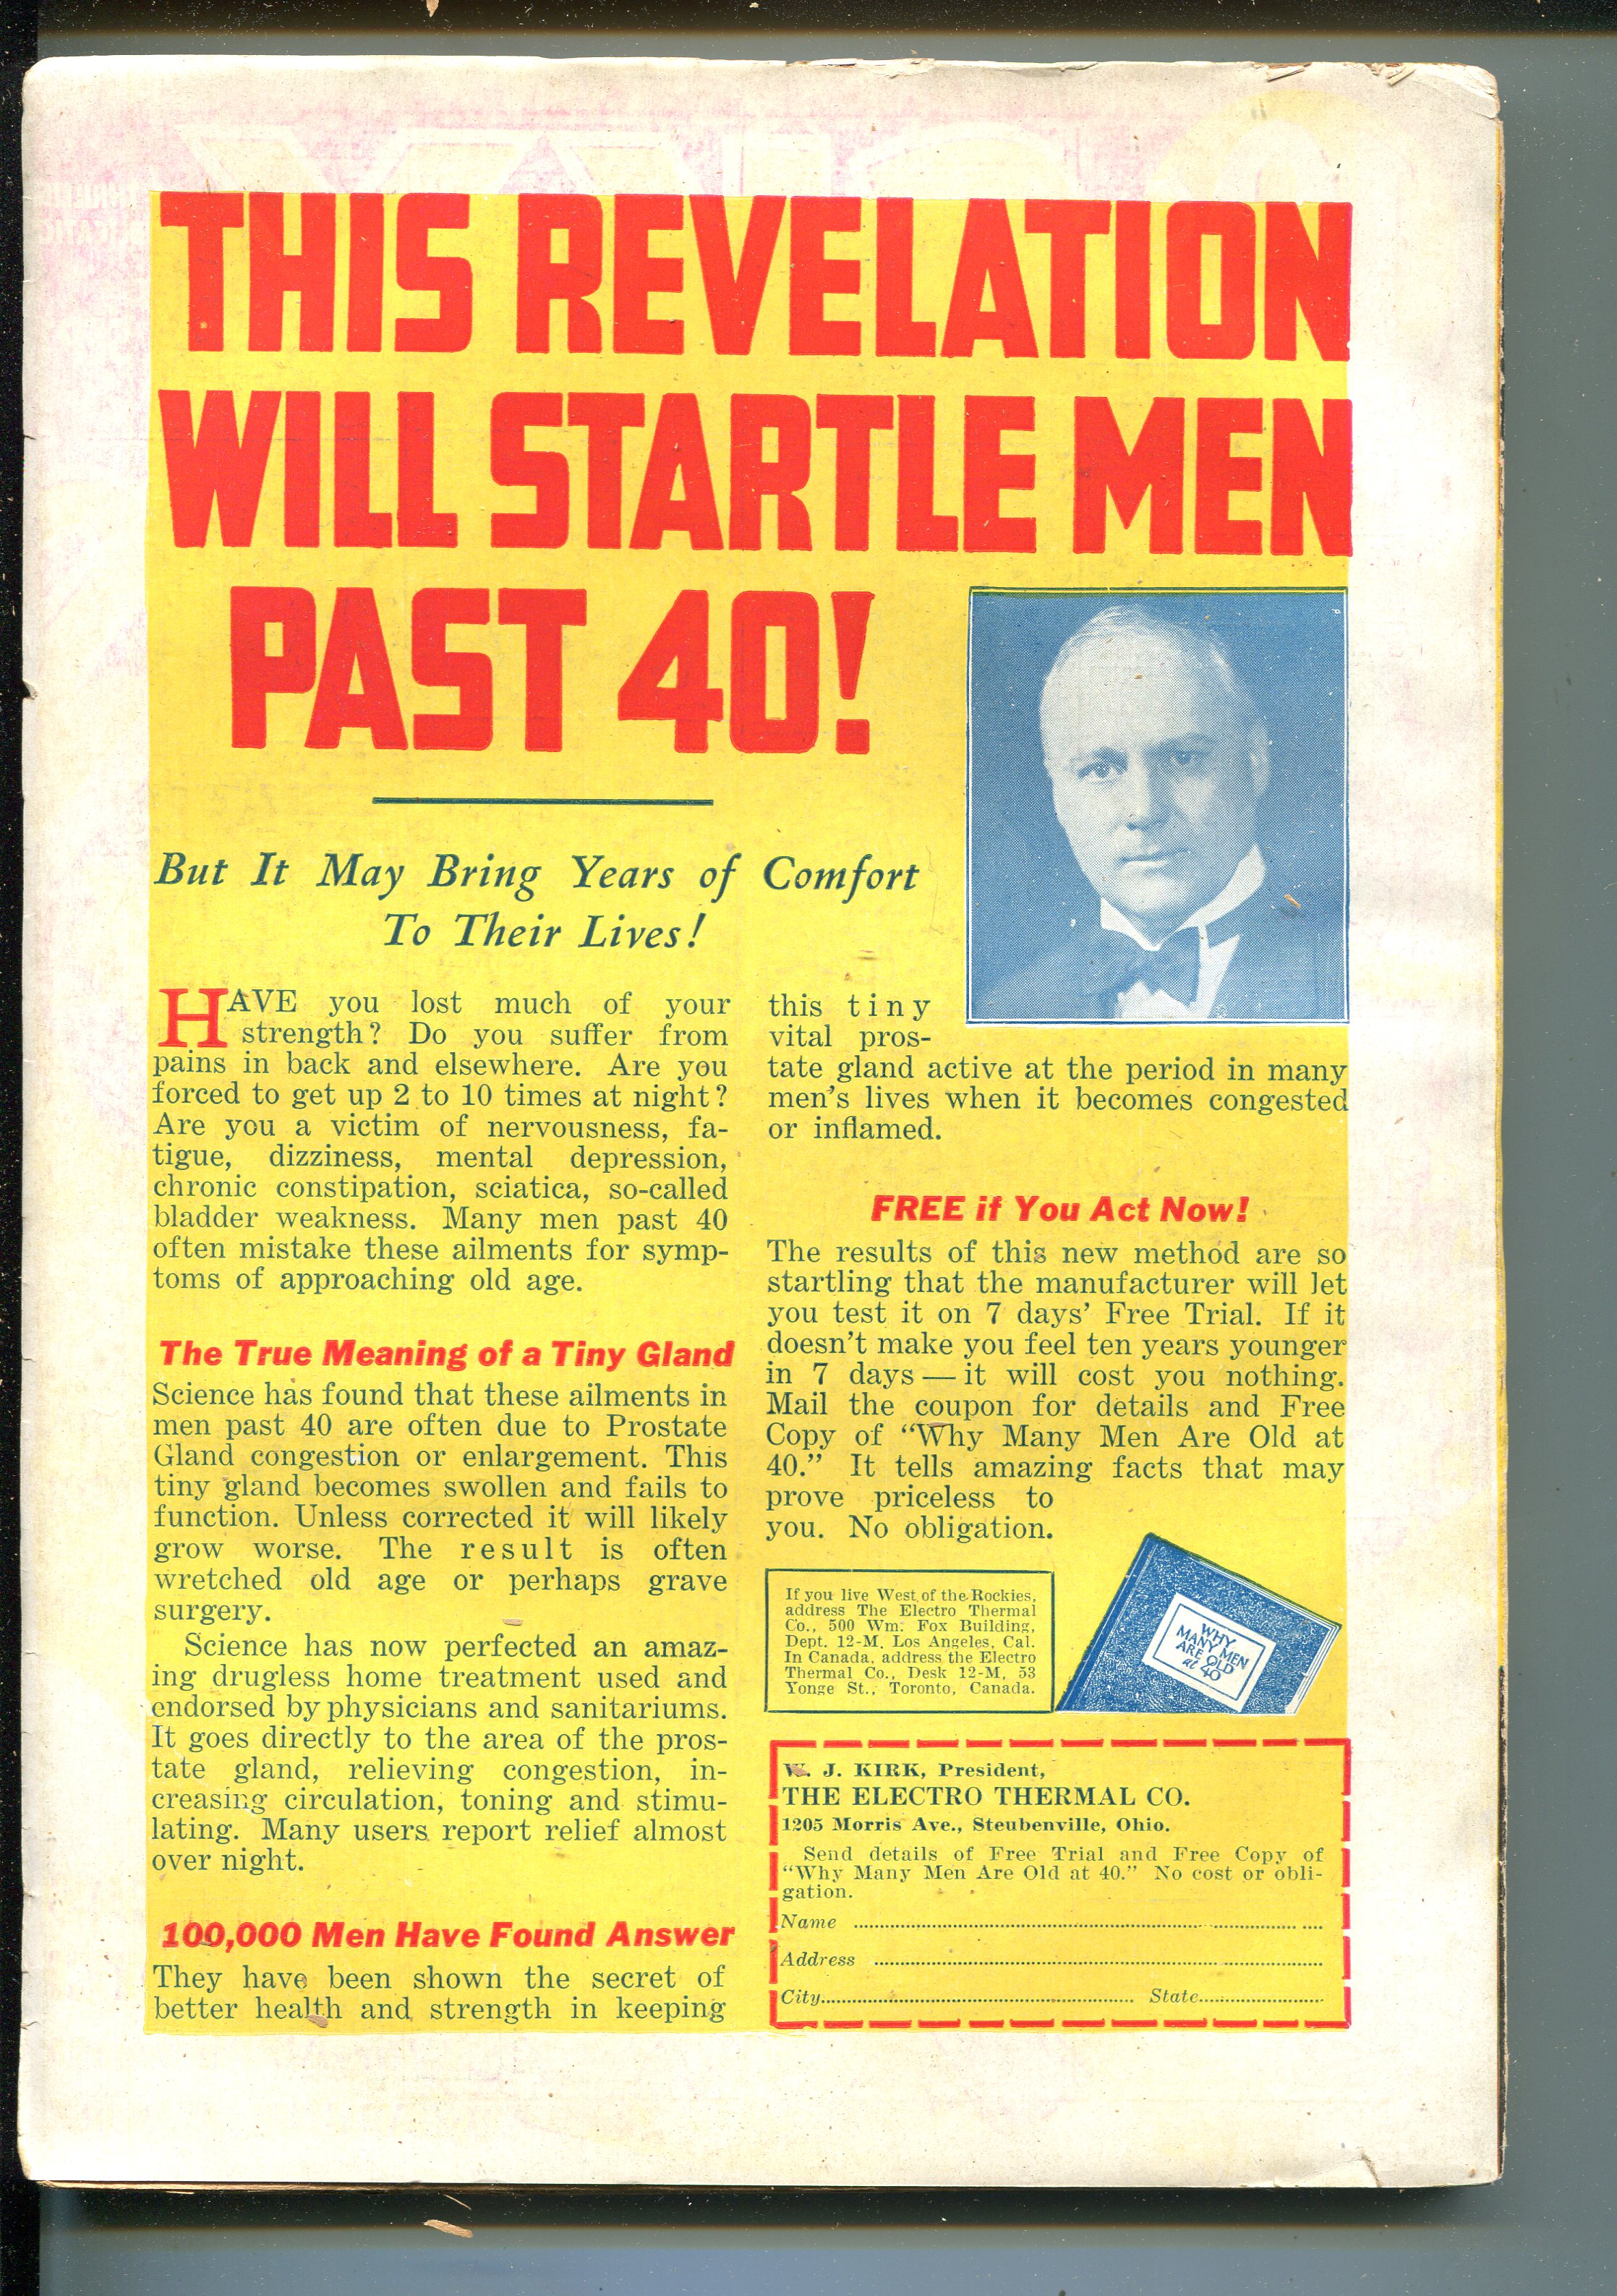 THIS REVELATION
WILL STARTLE MEN
PAST 40!
But It May Bring Years of Comfort
To Their Lives!
HAVE you lost much of your
strength? Do you suffer from
pains in back and elsewhere. Are you
forced to get up 2 to 10 times at night?
Are you a victim of nervousness, fa-
tigue, dizziness, mental depression,
chronic constipation, sciatica, so-called
bladder weakness. Many men past 40
often mistake these ailments for symp-
toms of approaching old age.
The True Meaning of a Tiny Gland
Science has found that these ailments in
men past 40 are often due to Prostate
Gland congestion or enlargement. This
tiny gland becomes swollen and fails to
function. Unless corrected it will likely
grow worse. The result is often
wretched old age or perhaps grave
surgery.
Science has now perfected an amaz-
ing drugless home treatment used and
endorsed by physicians and sanitariums.
It goes directly to the area of the pros-
tate gland, relieving congestion, in-
creasing circulation, toning and stimu-
lating. Many users report relief almost
over night.
100,000 Men Have Found Answer
They have been shown the secret of
better health and strength in keeping
this tiny
vital pros-
tate gland active at the period in many
men's lives when it becomes congested
or inflamed.
FREE if You Act Now!
The results of this new method are so
startling that the manufacturer will let
you test it on 7 days' Free Trial. If it
doesn't make you feel ten years younger
in 7 days — it will cost you nothing.
Mail the coupon for details and Free
Copy of "Why Many Men Are Old at
40." It tells amazing facts that may
prove priceless to
you. No obligation.
If you live West of the Rockies,
address The Electro Thermal
Co., 500 Wm. Fox Building,
Dept. 12-M, Los Angeles, Cal.
In Canada, address the Electro
Thermal Co., Desk 12-M, 53
Yonge St., Toronto, Canada.
WHY
MANY MEN
ARE OLD
at 40
W. J. KIRK, President,
THE ELECTRO THERMAL CO.
1205 Morris Ave., Steubenville, Ohio.
Send details of Free Trial and Free Copy of
"Why Many Men Are Old at 40." No cost or obli-
gation.
Name
Address
City State